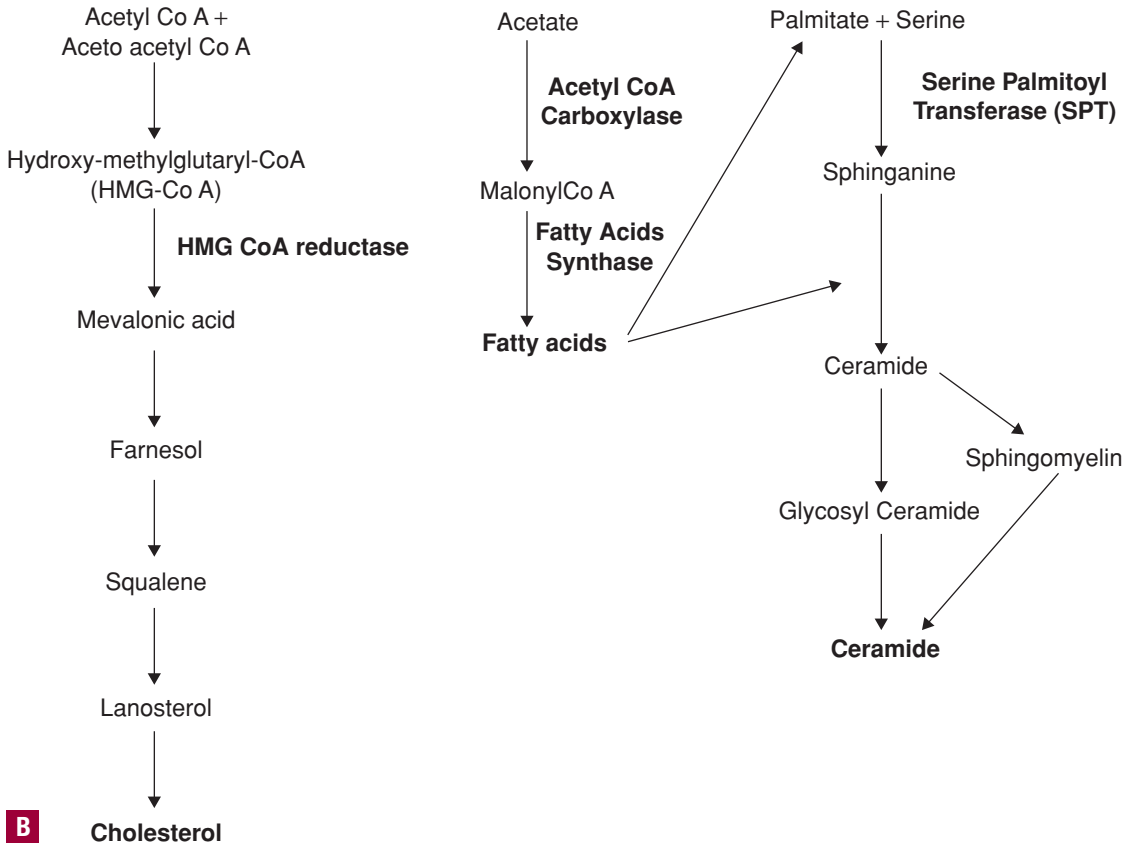 Acetyl Co A +
Aceto acetyl Co A
Hydroxy-methylglutaryl-CoA
(HMG-Co A)
HMG CoA reductase
Mevalonic acid
Farnesol
Squalene
Lanosterol
Cholesterol
Acetate
Acetyl CoA
Carboxylase
MalonylCo A
Fatty Acids
Synthase
Fatty acids
Palmitate + Serine
Serine Palmitoyl
Transferase (SPT)
Sphinganine
Ceramide
Sphingomyelin
Glycosyl Ceramide
Ceramide
B